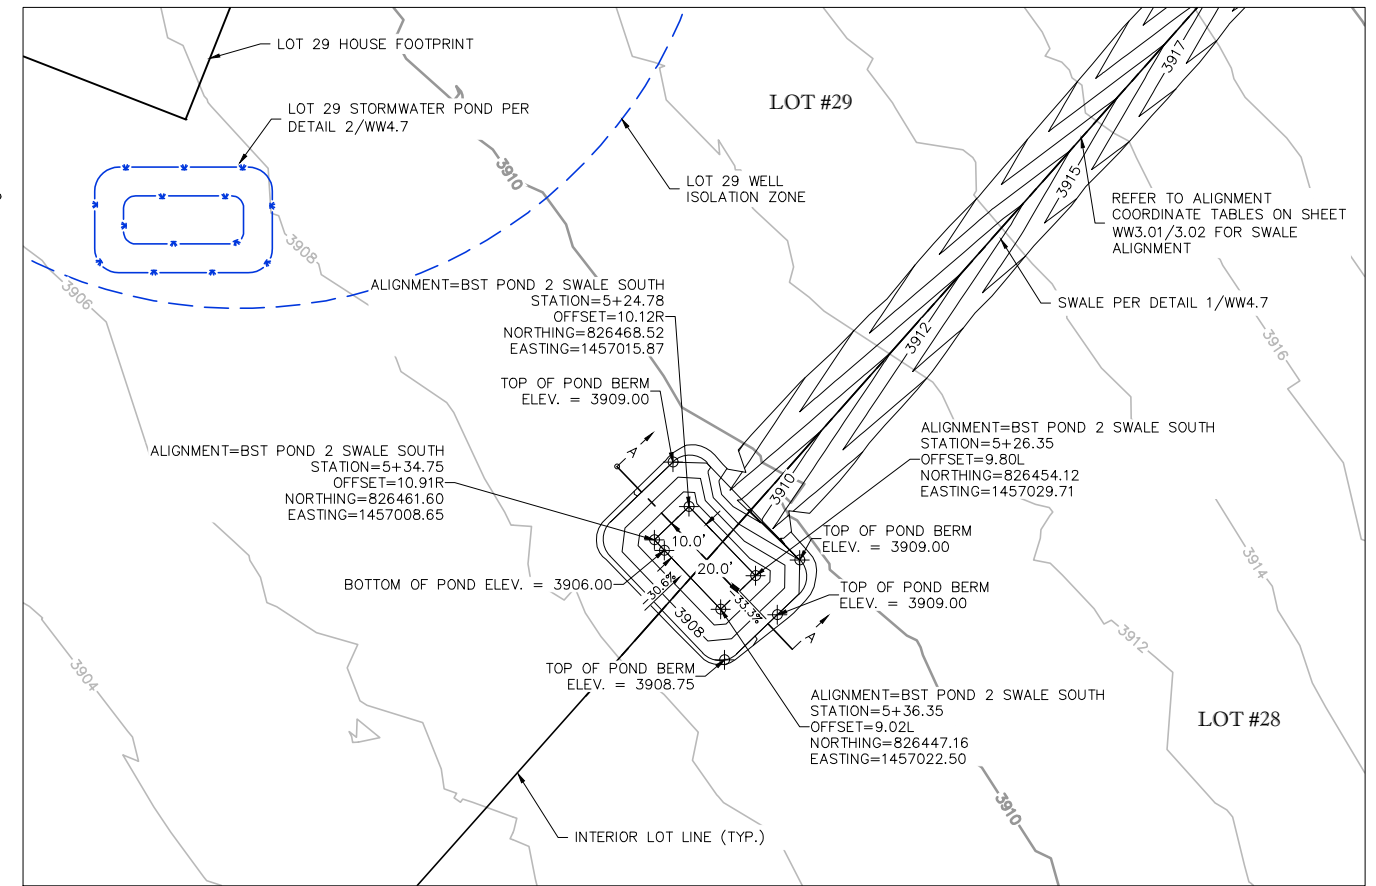 LOT 29 HOUSE FOOTPRINT
LOT 29 STORMWATER POND PER
DETAIL 2/WW4.7
LOT #29
3917
3910
3915
LOT 29 WELL
ISOLATION ZONE
REFER TO ALIGNMENT
COORDINATE TABLES ON SHEET
WW3.01/3.02 FOR SWALE
ALIGNMENT
3908
3906
SWALE PER DETAIL 1/WW4.7
ALIGNMENT=BST POND 2 SWALE SOUTH
STATION=5+24.78
OFFSET=10.12R
NORTHING=826468.52
EASTING=1457015.87
3912
3916
TOP OF POND BERM
ELEV. = 3909.00
ALIGNMENT=BST POND 2 SWALE SOUTH
STATION=5+26.35
OFFSET=9.80L
NORTHING=826454.12
EASTING=1457029.71
ALIGNMENT=BST POND 2 SWALE SOUTH
STATION=5+34.75
OFFSET=10.91R
NORTHING=826461.60
EASTING=1457008.65
A
3910
TOP OF POND BERM
ELEV. = 3909.00
10.0'
20.0'
BOTTOM OF POND ELEV. = 3906.00
30.6%
33.3%
3908
TOP OF POND BERM
ELEV. = 3909.00
3914
A
3912
3904
TOP OF POND BERM
ELEV. = 3908.75
ALIGNMENT=BST POND 2 SWALE SOUTH
STATION=5+36.35
OFFSET=9.02L
NORTHING=826447.16
EASTING=1457022.50
LOT #28
3910
INTERIOR LOT LINE (TYP.)